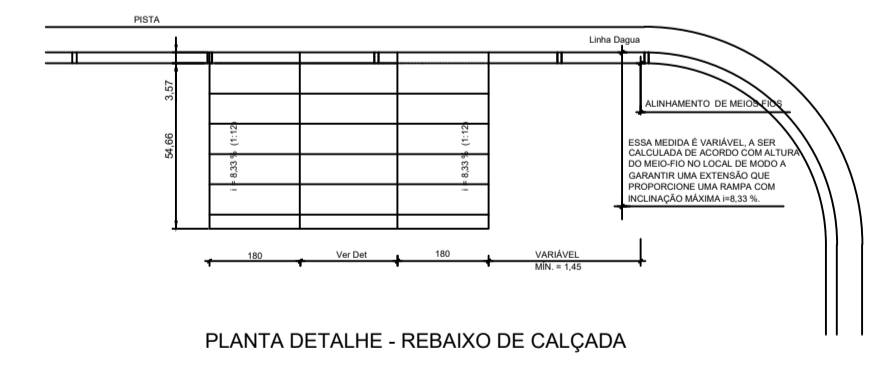 PISTA
Linha Dagua
3,57
54,66
i = 8,33 % (1:12)
i = 8,33 % (1:12)
ALINHAMENTO DE MEIOS-FIOS
ESSA MEDIDA É VARIÁVEL, A SER
CALCULADA DE ACORDO COM ALTURA
DO MEIO-FIO NO LOCAL DE MODO A
GARANTIR UMA EXTENSÃO QUE
PROPORCIONE UMA RAMPA COM
INCLINAÇÃO MÁXIMA i=8,33 %.
180
Ver Det
180
VARIÁVEL
MÍN. = 1,45
PLANTA DETALHE - REBAIXO DE CALÇADA